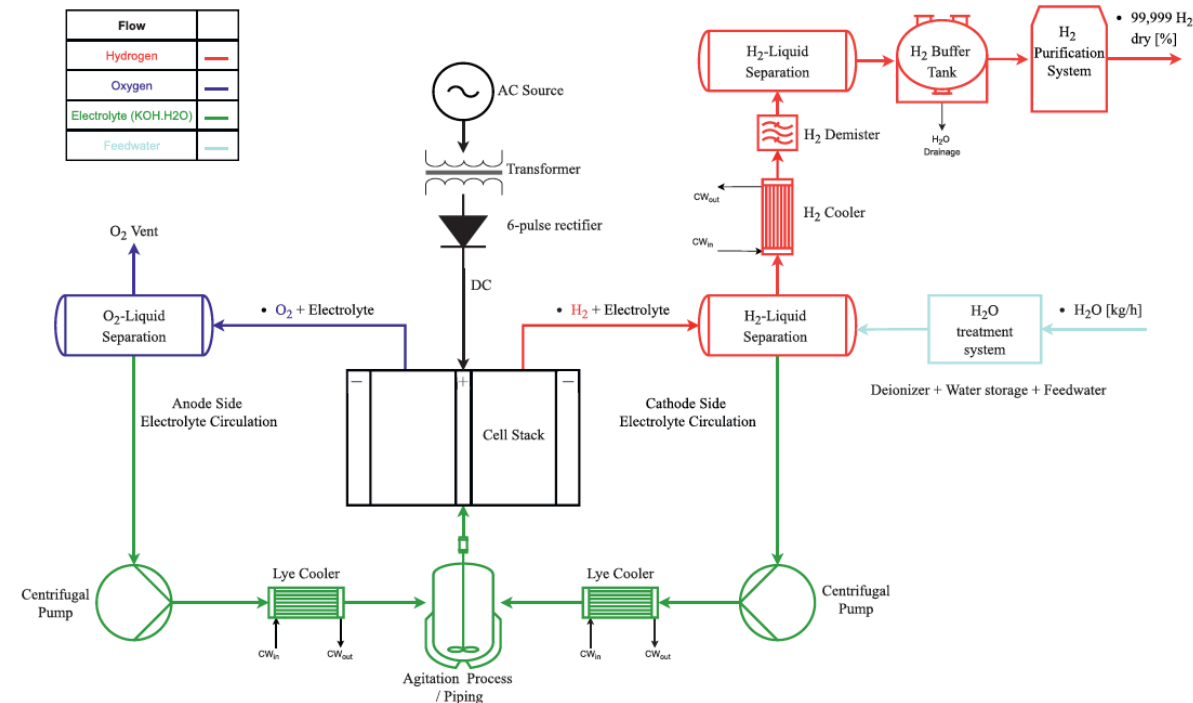 Flow
Hydrogen
Oxygen
Electrolyte (KOH.H2O)
Feedwater
AC Source
Transformer
6-pulse rectifier
DC
H₂-Liquid
Separation
H₂ Buffer
Tank
H₂
Purification
System
• 99,999 H₂
dry [%]
H₂O
Drainage
H₂ Demister
CWout
H₂ Cooler
CWin
O₂ Vent
O₂-Liquid
Separation
• O₂ + Electrolyte
• H₂ + Electrolyte
H₂-Liquid
Separation
H₂O
treatment
system
• H₂O [kg/h]
Deionizer + Water storage + Feedwater
Anode Side
Electrolyte Circulation
− + −
Cell Stack
Cathode Side
Electrolyte Circulation
Centrifugal
Pump
Lye Cooler
CWin
CWout
Agitation Process
/ Piping
Lye Cooler
CWin
CWout
Centrifugal
Pump